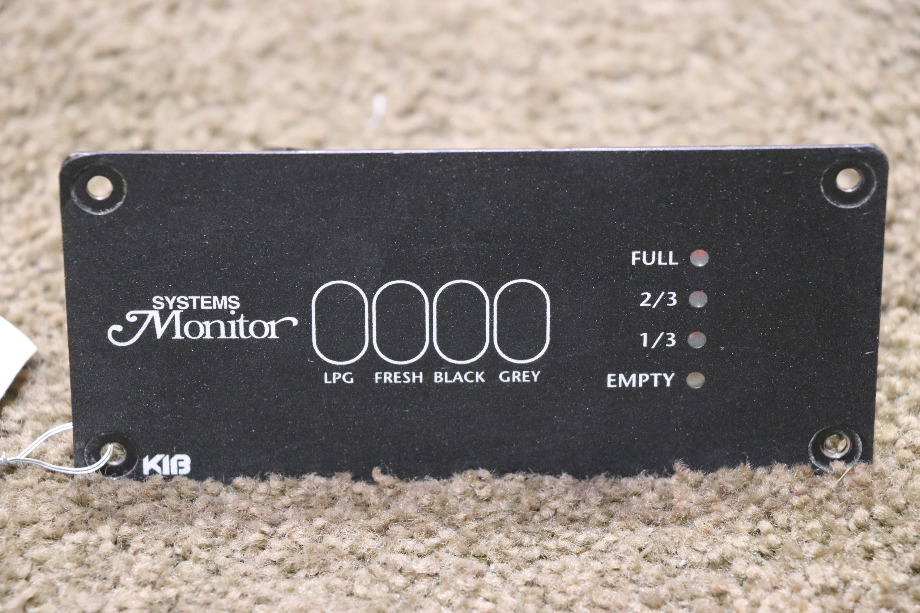 SYSTEMS
Monitor
LPG FRESH BLACK GREY
FULL
2/3
1/3
EMPTY
KIB